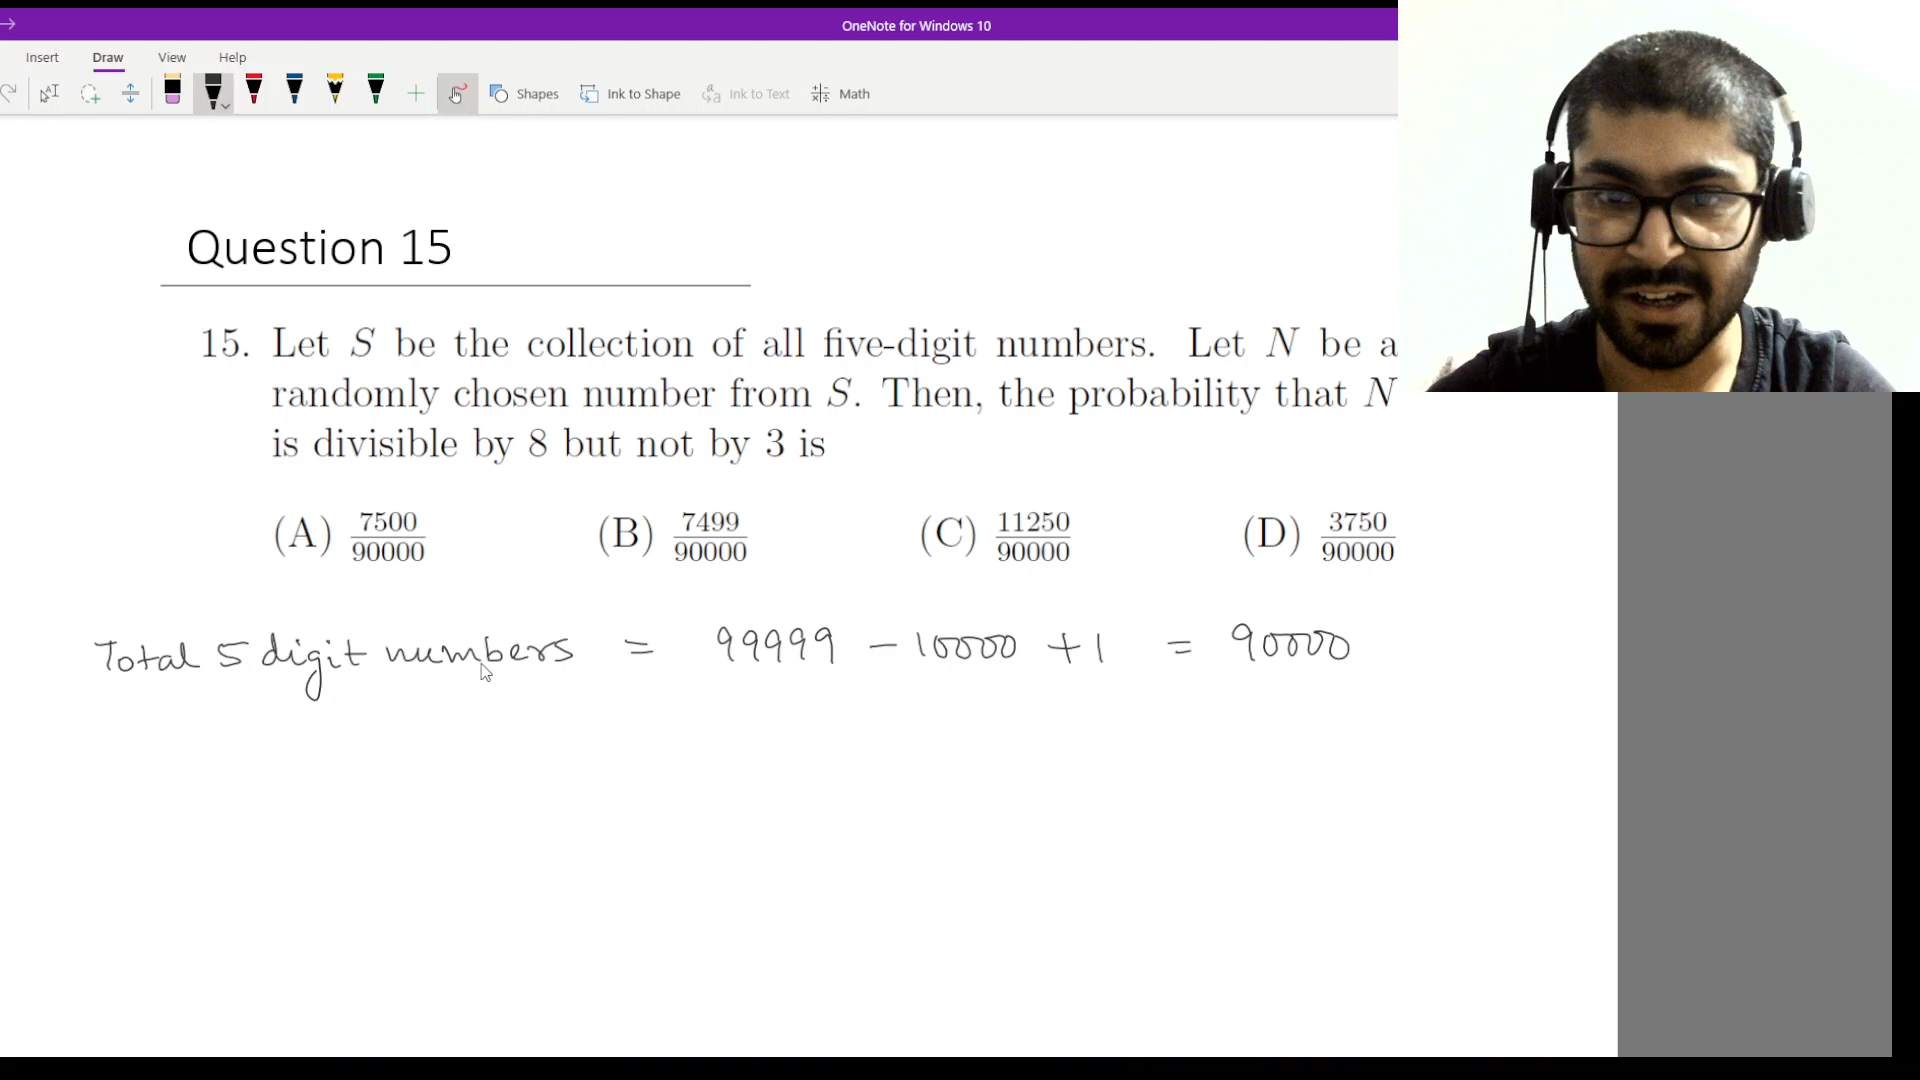 OneNote for Windows 10
Insert Draw View Help
Shapes Ink to Shape Ink to Text Math
Question 15
15. Let S be the collection of all five-digit numbers. Let N be a
randomly chosen number from S. Then, the probability that N
is divisible by 8 but not by 3 is
(A) 7500/90000 (B) 7499/90000 (C) 11250/90000 (D) 3750/90000
Total 5 digit numbers = 99999 - 10000 + 1 = 90000